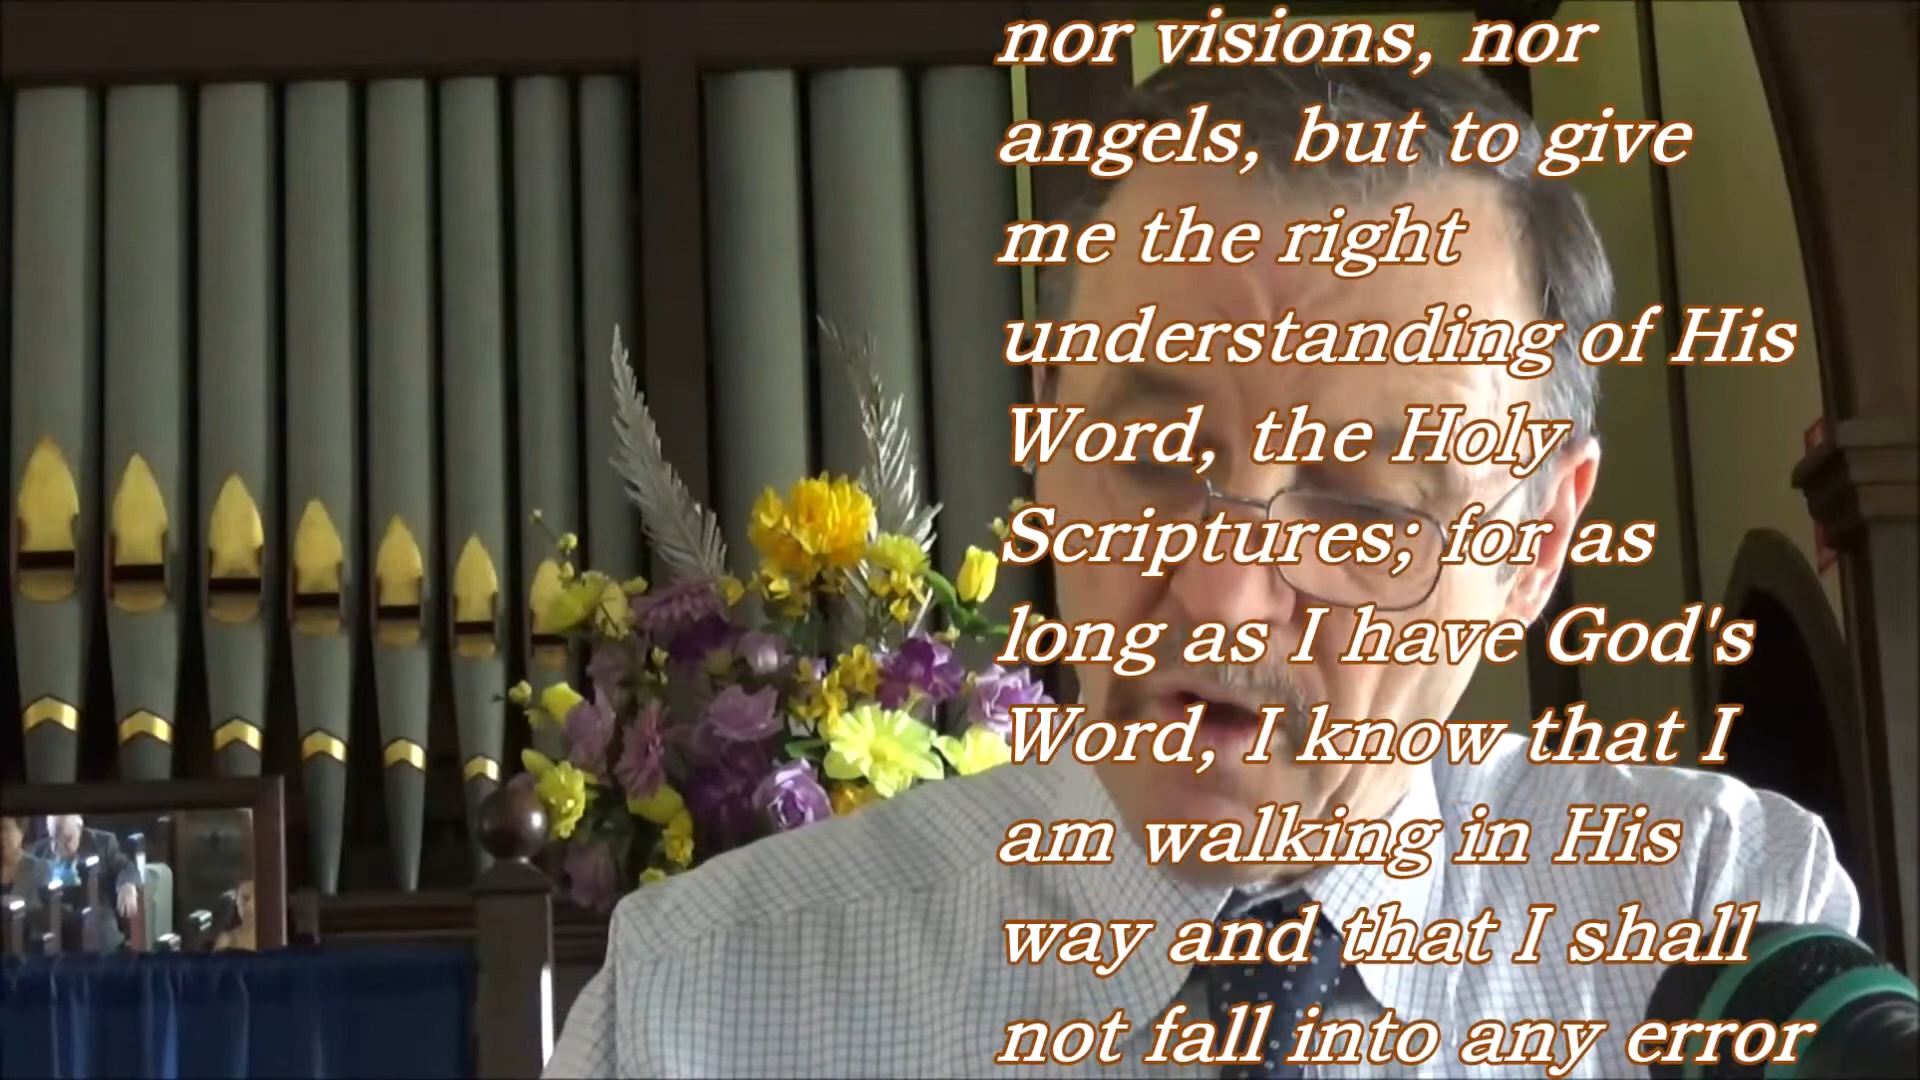 nor visions, nor
angels, but to give
me the right
understanding of His
Word, the Holy
Scriptures; for as
long as I have God's
Word, I know that I
am walking in His
way and that I shall
not fall into any error